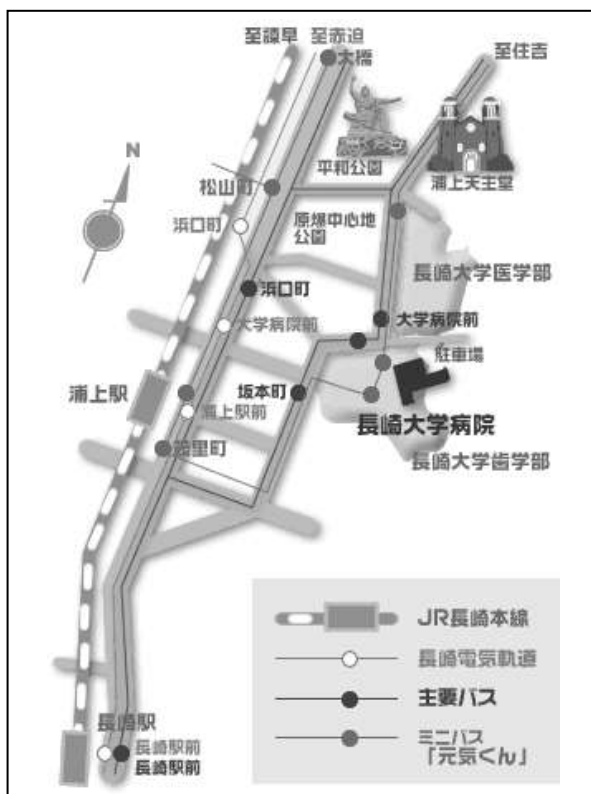 至諫早
至赤迫
大橋
至住吉
N
平和公園
浦上天主堂
松山町
浜口町
原爆中心地
公園
長崎大学医学部
浜口町
大学病院前
大学病院前
駐車場
浦上駅
坂本町
浦上駅前
長崎大学病院
茂里町
長崎大学歯学部
JR長崎本線
長崎電気軌道
主要バス
ミニバス
「元気くん」
長崎駅
長崎駅前
長崎駅前